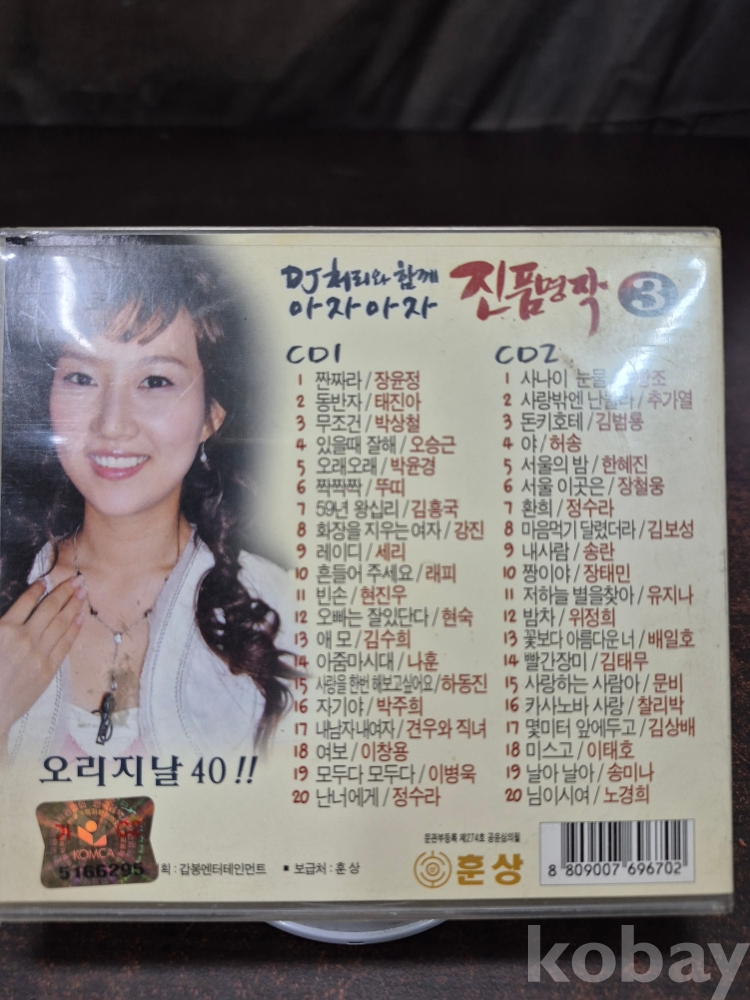 DJ처리와 함께
아자아자
진품명작 3
CD1
1 짠짜라/장윤정
2 동반자/태진아
3 무조건/박상철
4 있을때 잘해/오승근
5 오래오래/박윤경
6 짝짝짝/뚜띠
7 59년 왕십리/김흥국
8 화장을 지우는 여자/강진
9 레이디/세리
10 흔들어 주세요/래피
11 빈손/현진우
12 오빠는 잘있단다/현숙
13 애모/김수희
14 아줌마시대/나훈
15 사랑을 한번 해보고싶어요/하동진
16 자기야/박주희
17 내남자 내여자/견우와 직녀
18 여보/이창용
19 모두다 모두다/이병욱
20 난너에게/정수라
CD2
1 사나이 눈물
2 사랑밖엔 난몰라/추가열
3 돈키호테/김범룡
4 야/허송
5 서울의 밤/한혜진
6 서울 이곳은/장철웅
7 환희/정수라
8 마음먹기 달렸더라/김보성
9 내사람/송란
10 짱이야/장태민
11 저하늘 별을찾아/유지나
12 밤차/위정희
13 꽃보다 아름다운 너/배일호
14 빨간장미/김태무
15 사랑하는 사람아/문비
16 카사노바 사랑/찰리박
17 몇미터 앞에두고/김상배
18 미스고/이태호
19 날아 날아/송미나
20 님이시여/노경희
오리지날 40!!
KOMCA
5166295
획 : 갑봉엔터테인먼트 ■ 보급처 : 훈상
문관부등록 제274호 공윤심의필
훈상
8 809007 696702
kobay